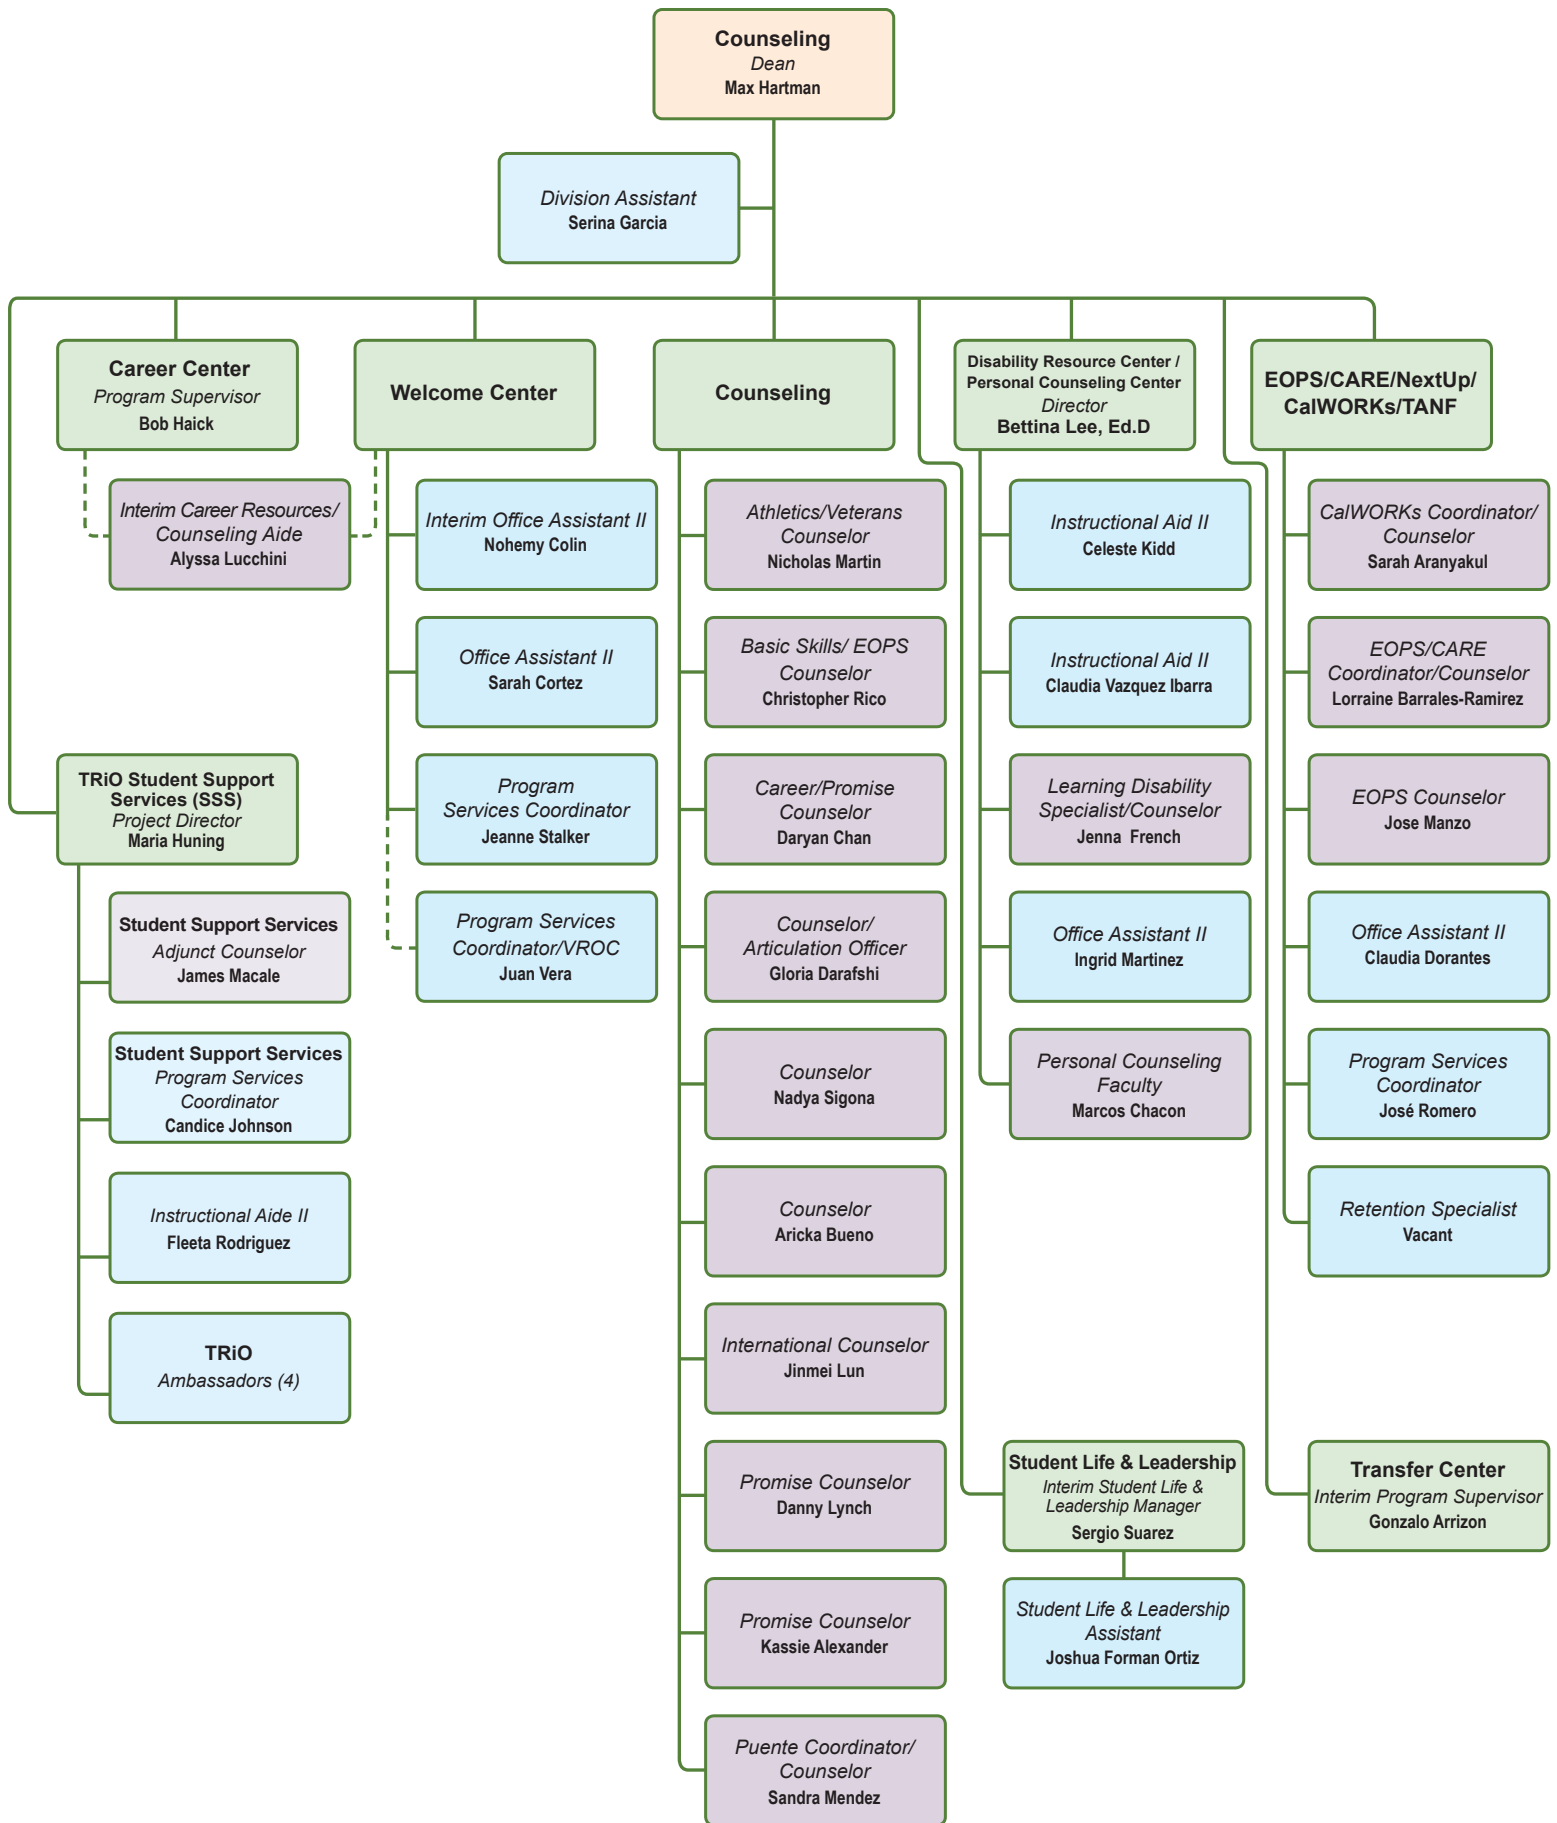 Counseling
Dean
Max Hartman
Division Assistant
Serina Garcia
Career Center
Program Supervisor
Bob Haick
Interim Career Resources/
Counseling Aide
Alyssa Lucchini
TRiO Student Support
Services (SSS)
Project Director
Maria Huning
Student Support Services
Adjunct Counselor
James Macale
Student Support Services
Program Services
Coordinator
Candice Johnson
Instructional Aide II
Fleeta Rodriguez
TRiO
Ambassadors (4)
Welcome Center
Interim Office Assistant II
Nohemy Colin
Office Assistant II
Sarah Cortez
Program
Services Coordinator
Jeanne Stalker
Program Services
Coordinator/VROC
Juan Vera
Counseling
Athletics/Veterans
Counselor
Nicholas Martin
Basic Skills/ EOPS
Counselor
Christopher Rico
Career/Promise
Counselor
Daryan Chan
Counselor/
Articulation Officer
Gloria Darafshi
Counselor
Nadya Sigona
Counselor
Aricka Bueno
International Counselor
Jinmei Lun
Promise Counselor
Danny Lynch
Promise Counselor
Kassie Alexander
Puente Coordinator/
Counselor
Sandra Mendez
Disability Resource Center /
Personal Counseling Center
Director
Bettina Lee, Ed.D
Instructional Aid II
Celeste Kidd
Instructional Aid II
Claudia Vazquez Ibarra
Learning Disability
Specialist/Counselor
Jenna  French
Office Assistant II
Ingrid Martinez
Personal Counseling
Faculty
Marcos Chacon
Student Life & Leadership
Interim Student Life &
Leadership Manager
Sergio Suarez
Student Life & Leadership
Assistant
Joshua Forman Ortiz
EOPS/CARE/NextUp/
CalWORKs/TANF
CalWORKs Coordinator/
Counselor
Sarah Aranyakul
EOPS/CARE
Coordinator/Counselor
Lorraine Barrales-Ramirez
EOPS Counselor
Jose Manzo
Office Assistant II
Claudia Dorantes
Program Services
Coordinator
José Romero
Retention Specialist
Vacant
Transfer Center
Interim Program Supervisor
Gonzalo Arrizon